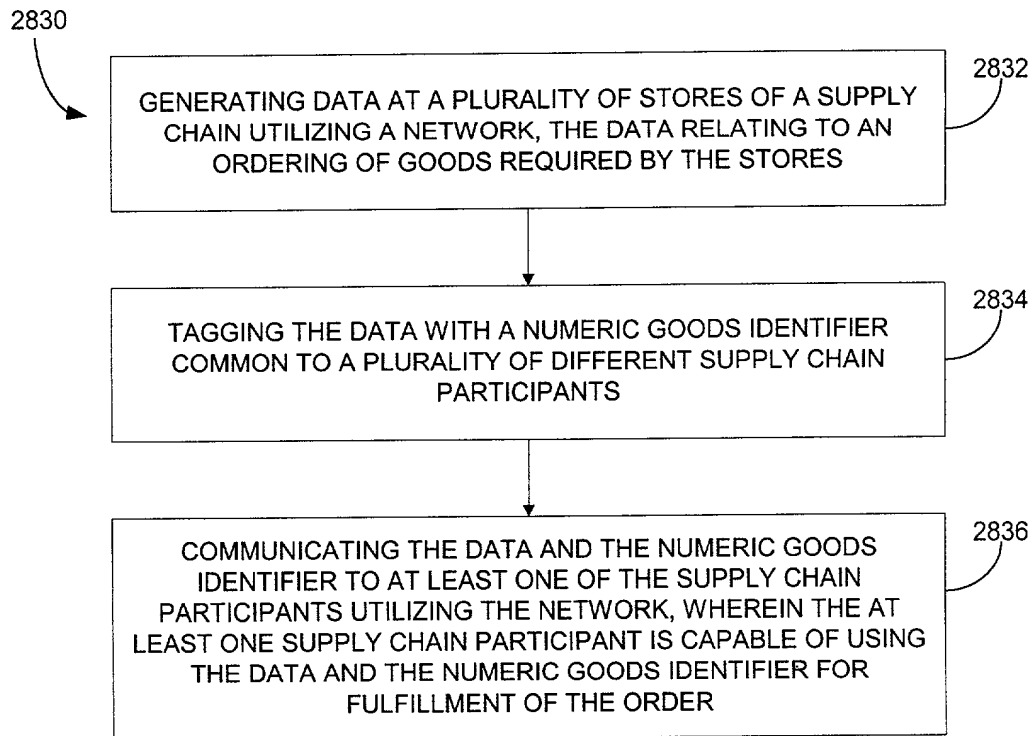 2830
2832
GENERATING DATA AT A PLURALITY OF STORES OF A SUPPLY
CHAIN UTILIZING A NETWORK, THE DATA RELATING TO AN
ORDERING OF GOODS REQUIRED BY THE STORES
2834
TAGGING THE DATA WITH A NUMERIC GOODS IDENTIFIER
COMMON TO A PLURALITY OF DIFFERENT SUPPLY CHAIN
PARTICIPANTS
2836
COMMUNICATING THE DATA AND THE NUMERIC GOODS
IDENTIFIER TO AT LEAST ONE OF THE SUPPLY CHAIN
PARTICIPANTS UTILIZING THE NETWORK, WHEREIN THE AT
LEAST ONE SUPPLY CHAIN PARTICIPANT IS CAPABLE OF USING
THE DATA AND THE NUMERIC GOODS IDENTIFIER FOR
FULFILLMENT OF THE ORDER